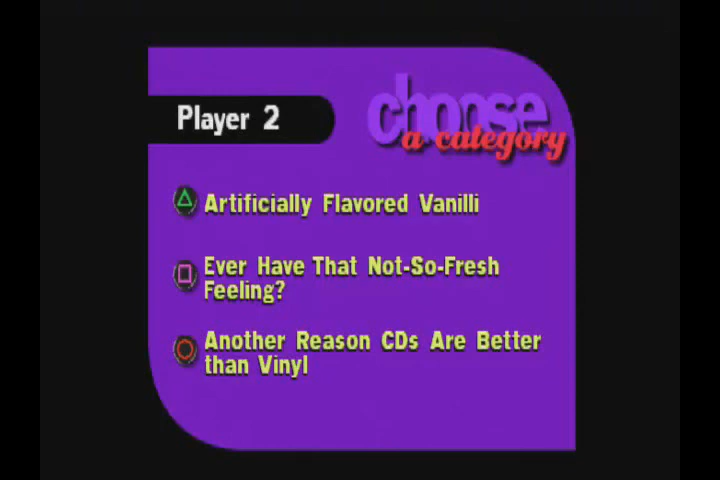 Player 2
choose
a category
Artificially Flavored Vanilli
Ever Have That Not-So-Fresh
Feeling?
Another Reason CDs Are Better
than Vinyl